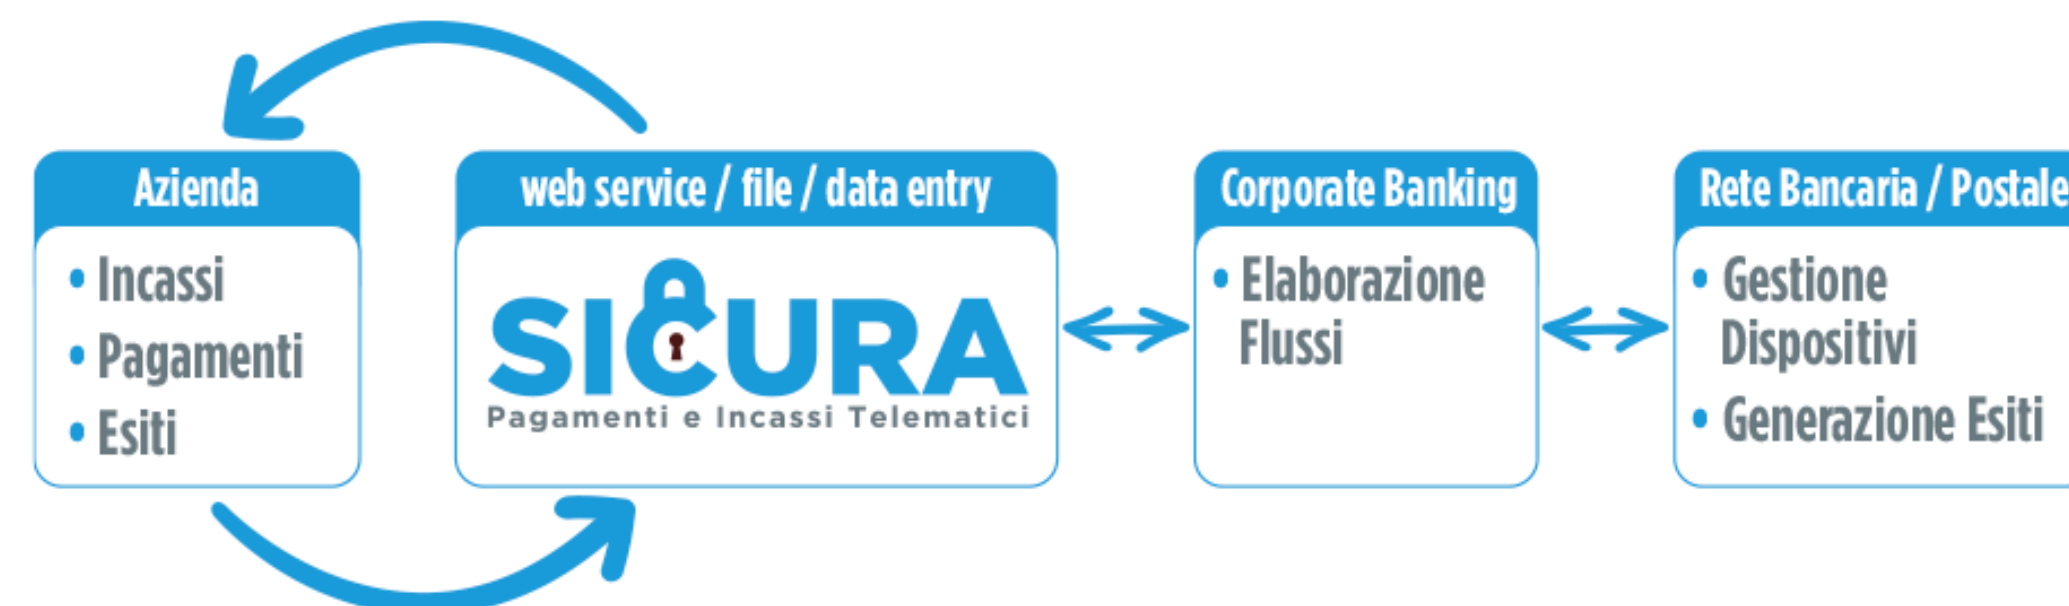 Azienda
• Incassi
• Pagamenti
• Esiti
web service / file / data entry
SICURA
Pagamenti e Incassi Telematici
Corporate Banking
• Elaborazione
Flussi
Rete Bancaria / Postale
• Gestione
Dispositivi
• Generazione Esiti